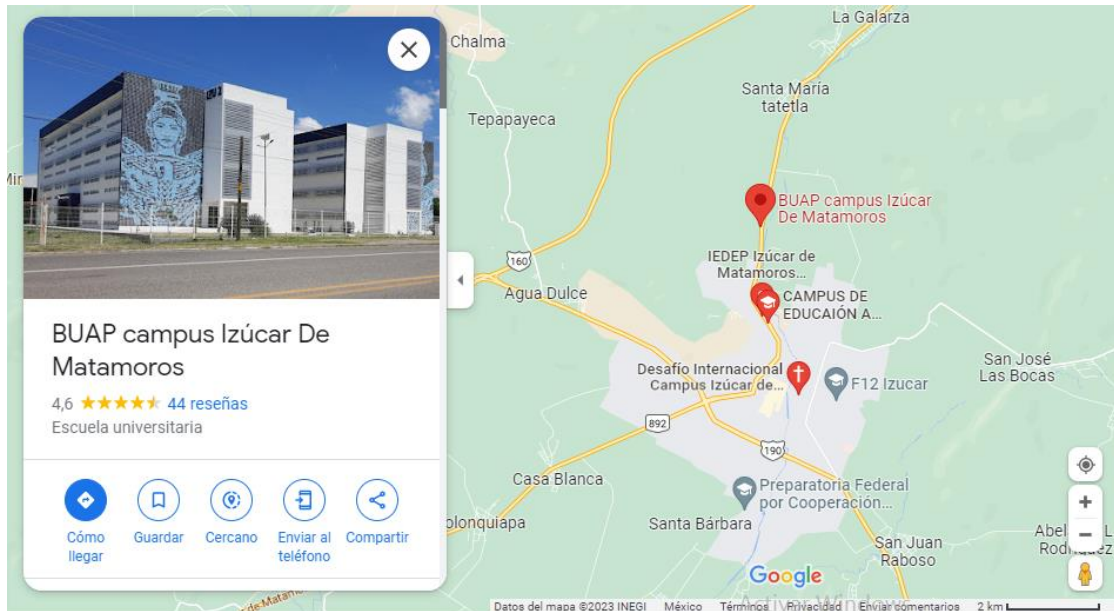 BUAP campus Izúcar De
Matamoros
4,6
44 reseñas
Escuela universitaria
Cómo
llegar
Guardar
Cercano
Enviar al
teléfono
Compartir
La Galarza
Chalma
Santa María
tatetla
Tepapayeca
BUAP campus Izúcar
De Matamoros
160
IEDEP Izúcar de
Matamoros...
Agua Dulce
CAMPUS DE
EDUCAIÓN A...
San José
Las Bocas
Desafío Internacional
Campus Izúcar de...
F12 Izucar
892
190
Casa Blanca
Preparatoria Federal
por Cooperación...
Santa Bárbara
San Juan
Raboso
Google
Datos del mapa ©2023 INEGI
México
Términos
Privacidad
Enviar comentarios
2 km